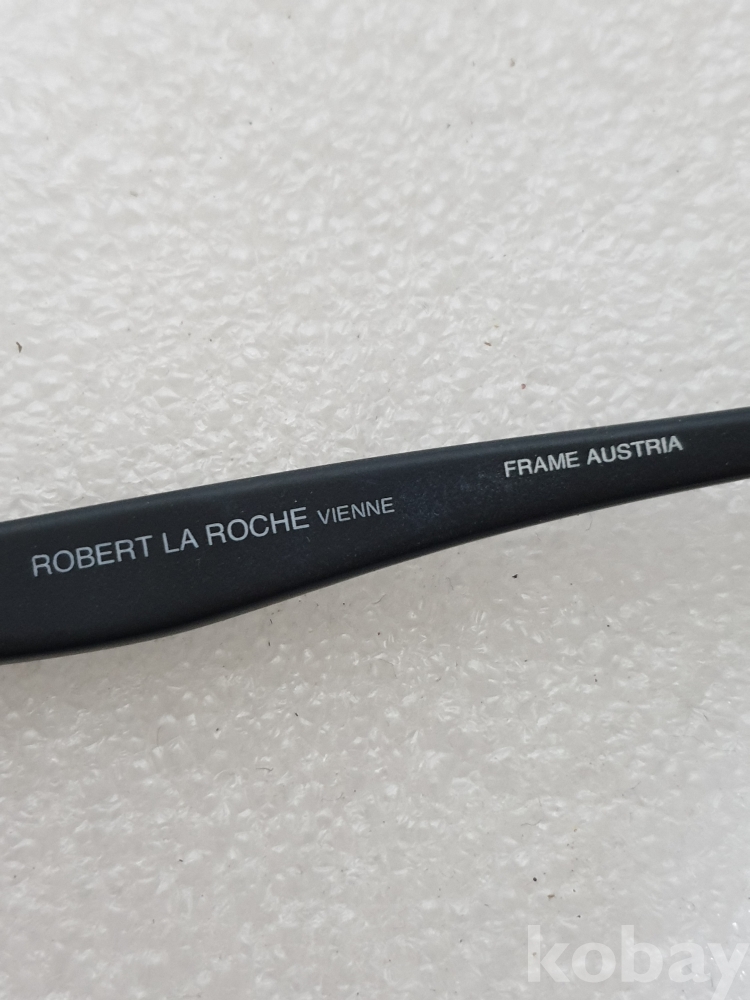 ROBERT LA ROCHE VIENNE
FRAME AUSTRIA
kobay